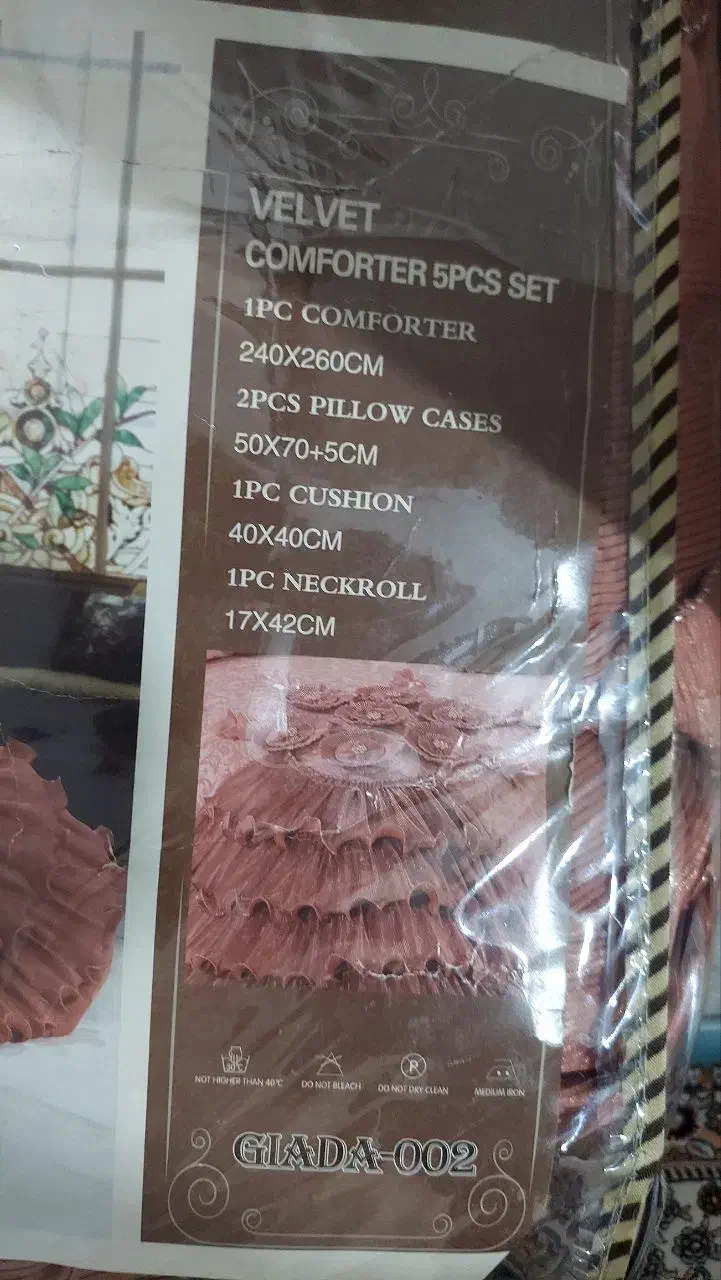 VELVET
COMFORTER 5PCS SET
1PC COMFORTER
240X260CM
2PCS PILLOW CASES
50X70+5CM
1PC CUSHION
40X40CM
1PC NECKROLL
17X42CM
30°C
R
NOT HIGHER THAN 40°C DO NOT BLEACH DO NOT DRY CLEAN MEDIUM IRON
GIADA-002